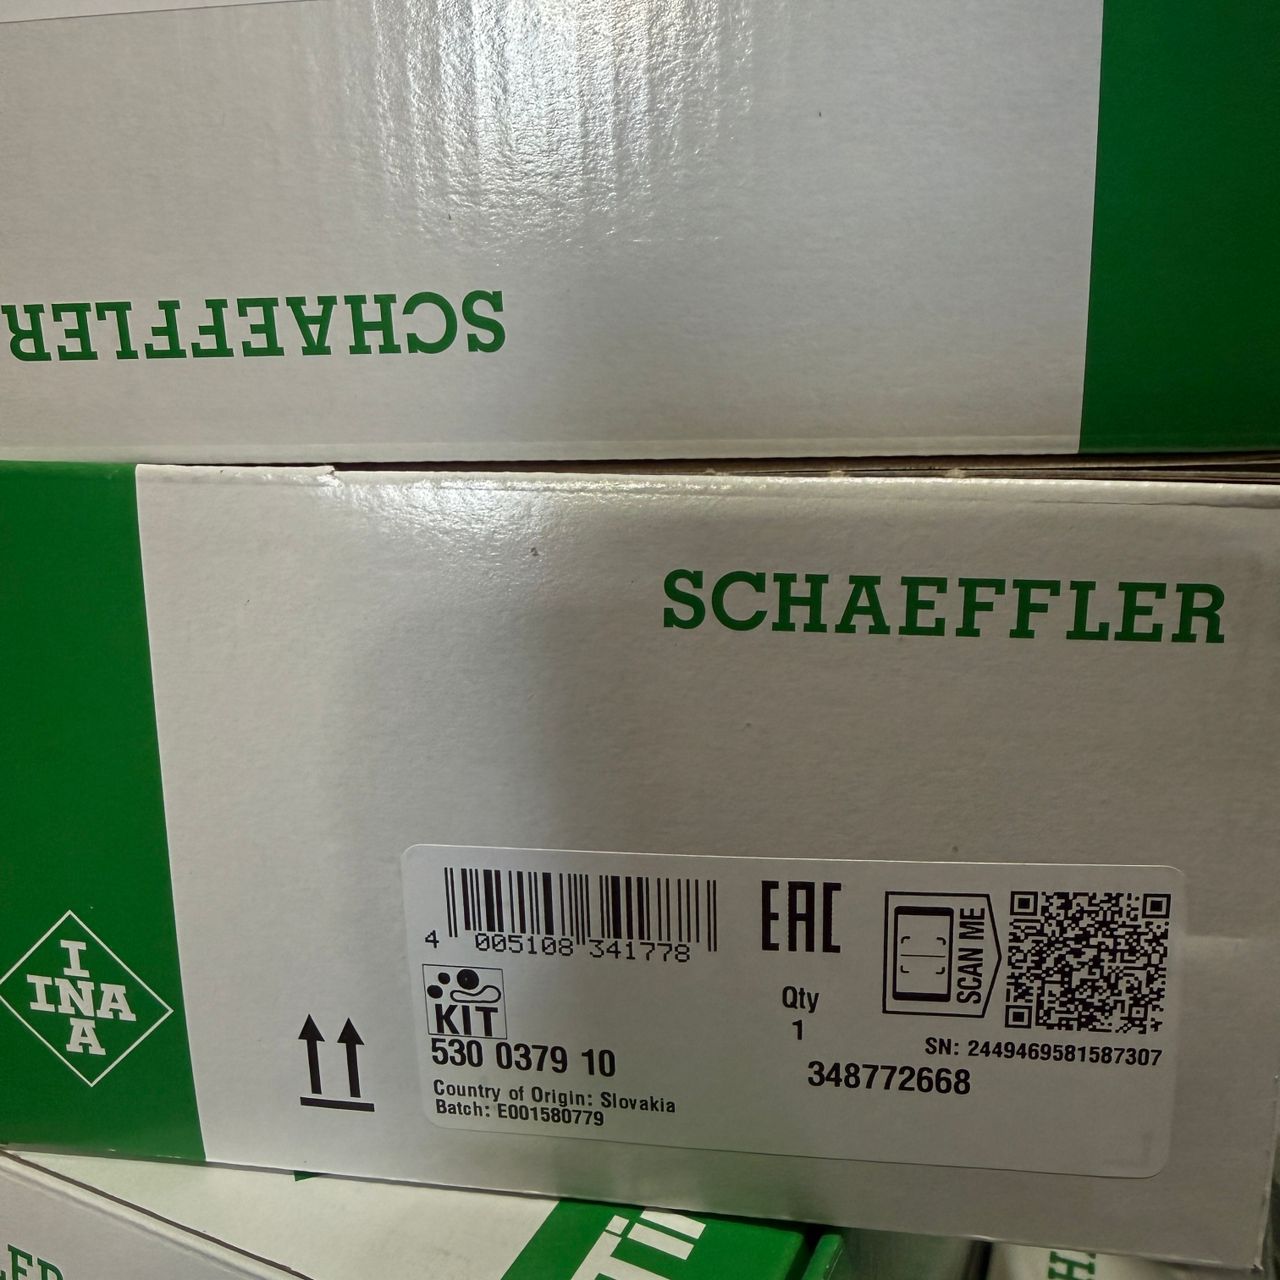 SCHAEFFLER
SCHAEFFLER
4 005108 341778
EAC
SCAN ME
KIT
Qty
1
530 0379 10
SN: 2449469581587307
348772668
Country of Origin: Slovakia
Batch: E001580779
INA
INA